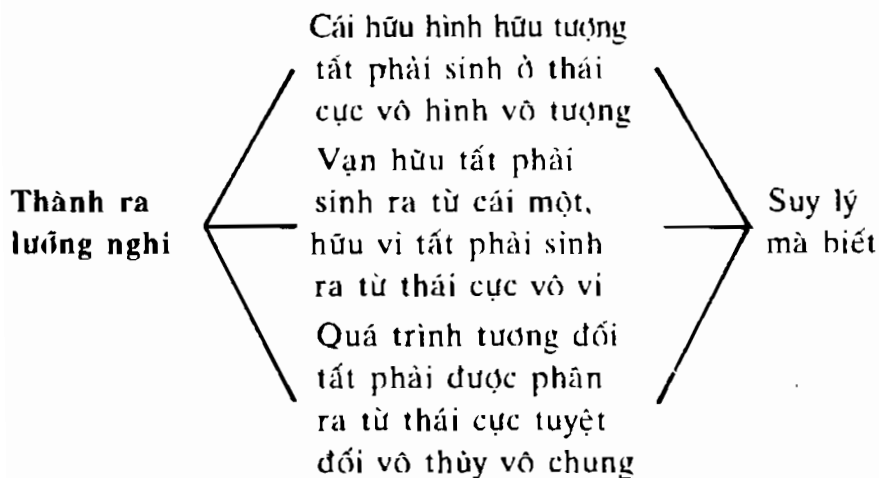 Thành ra
lưỡng nghi
Cái hữu hình hữu tượng
tất phải sinh ở thái
cực vô hình vô tượng
Vạn hữu tất phải
sinh ra từ cái một,
hữu vi tất phải sinh
ra từ thái cực vô vi
Quá trình tương đối
tất phải được phân
ra từ thái cực tuyệt
đối vô thủy vô chung
Suy lý
mà biết